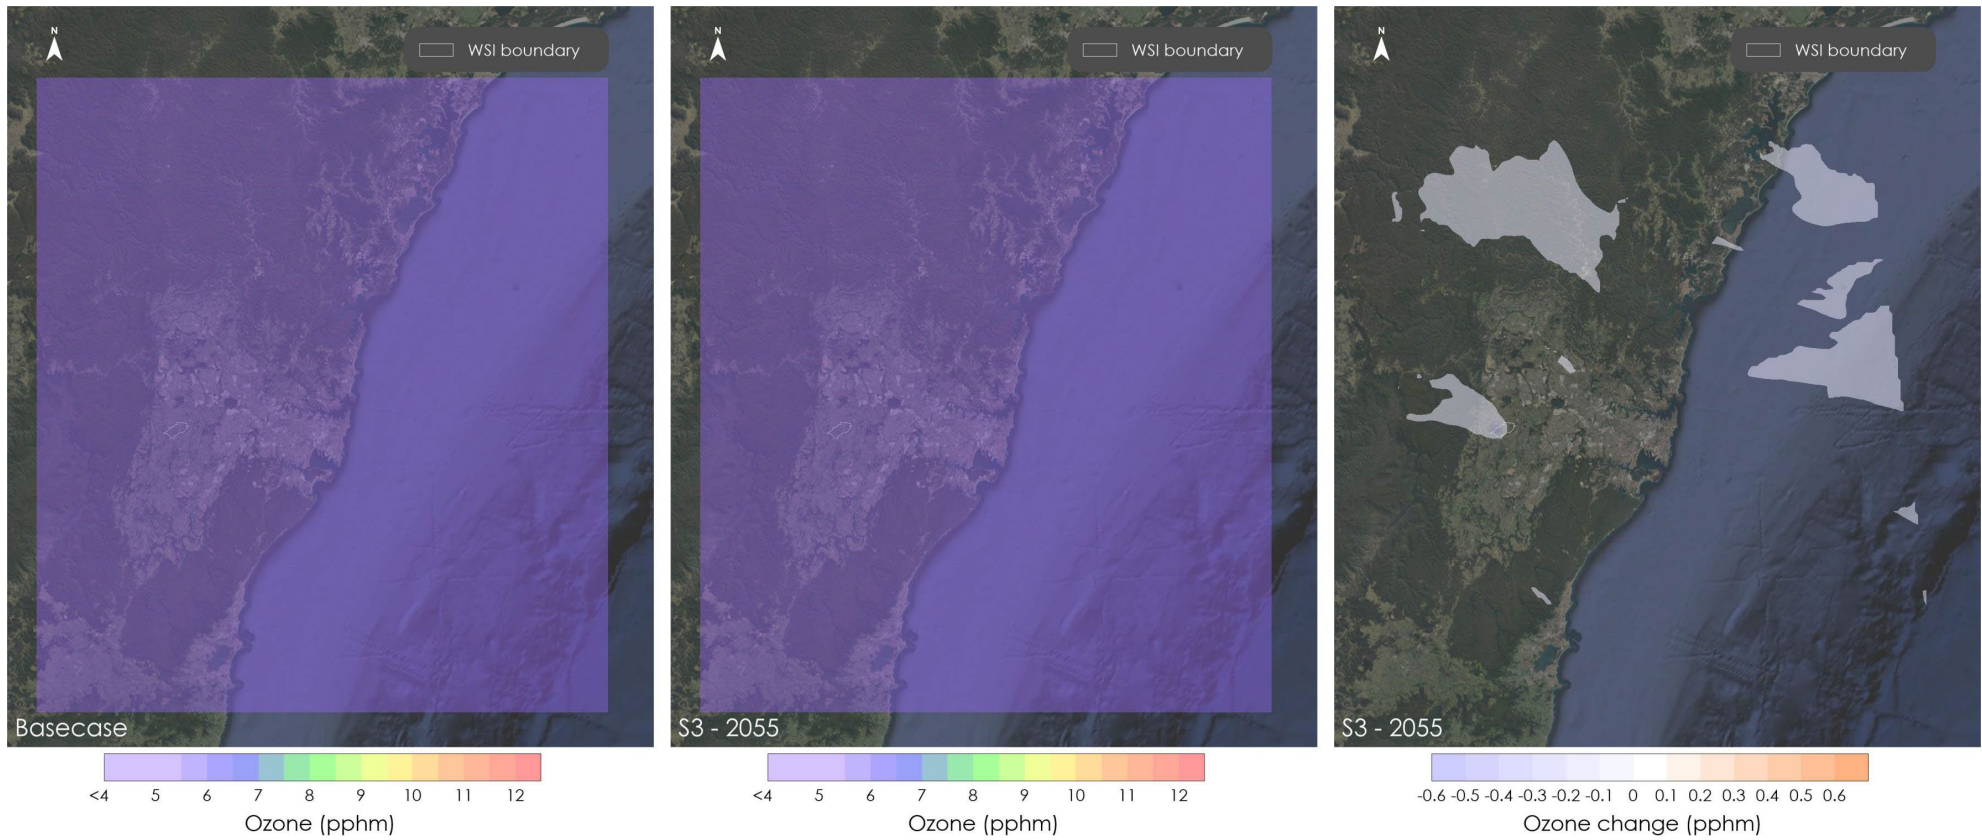 N
WSI boundary
Basecase
<4 5 6 7 8 9 10 11 12
Ozone (pphm)
N
WSI boundary
S3 - 2055
<4 5 6 7 8 9 10 11 12
Ozone (pphm)
N
WSI boundary
S3 - 2055
-0.6 -0.5 -0.4 -0.3 -0.2 -0.1 0 0.1 0.2 0.3 0.4 0.5 0.6
Ozone change (pphm)